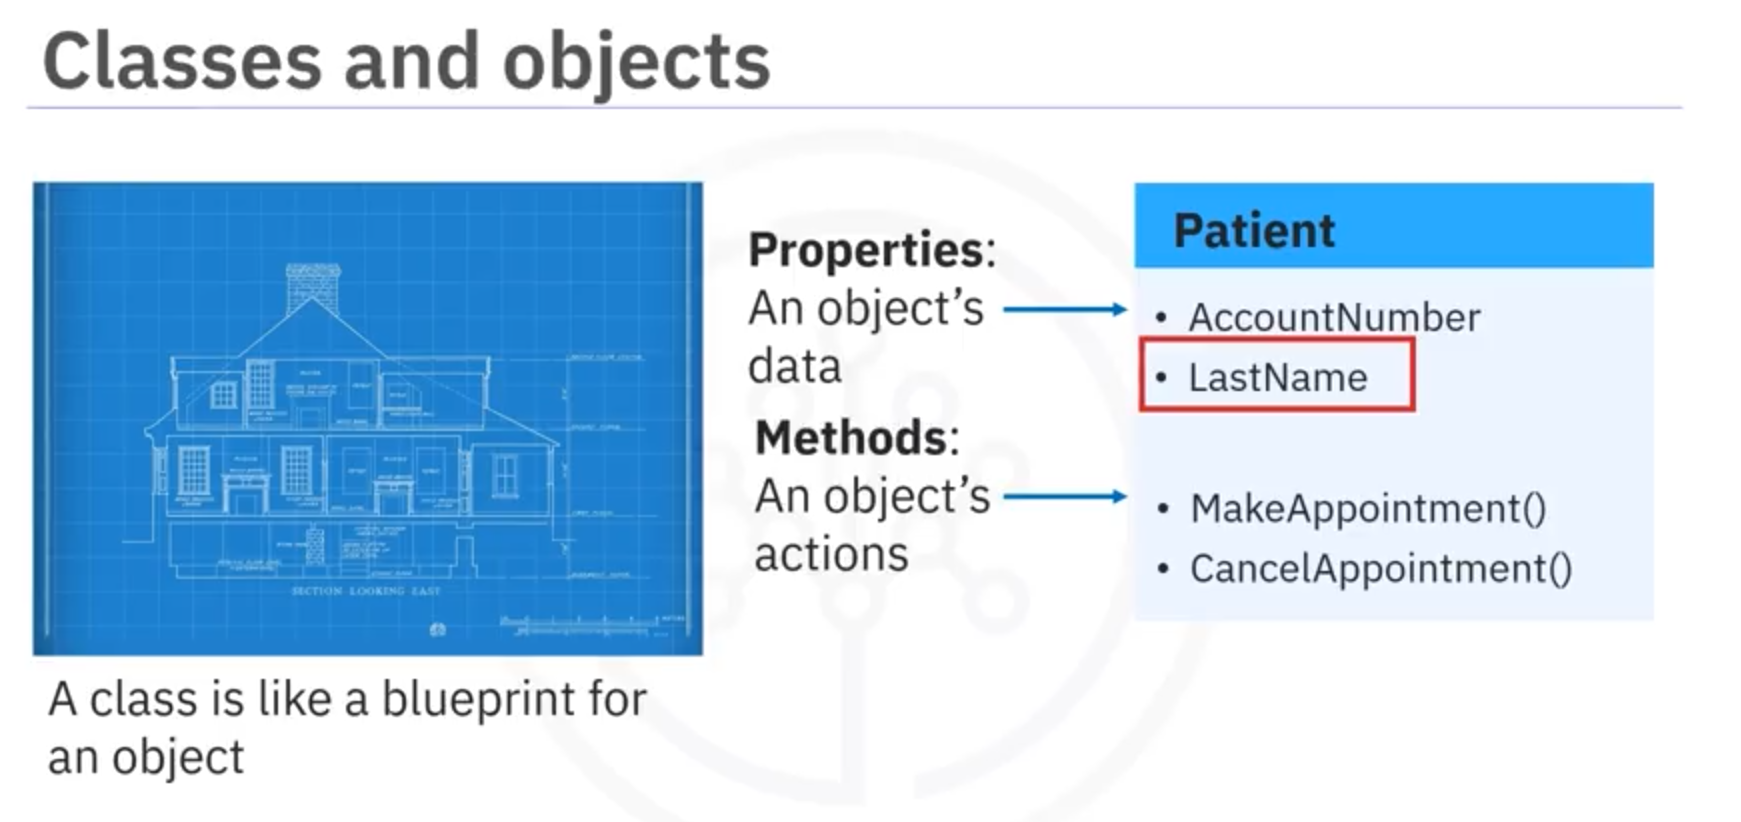 Classes and objects
SECTION LOOKING EAST
A class is like a blueprint for
an object
Properties:
An object's
data
Methods:
An object's
actions
Patient
• AccountNumber
• LastName
• MakeAppointment()
• CancelAppointment()